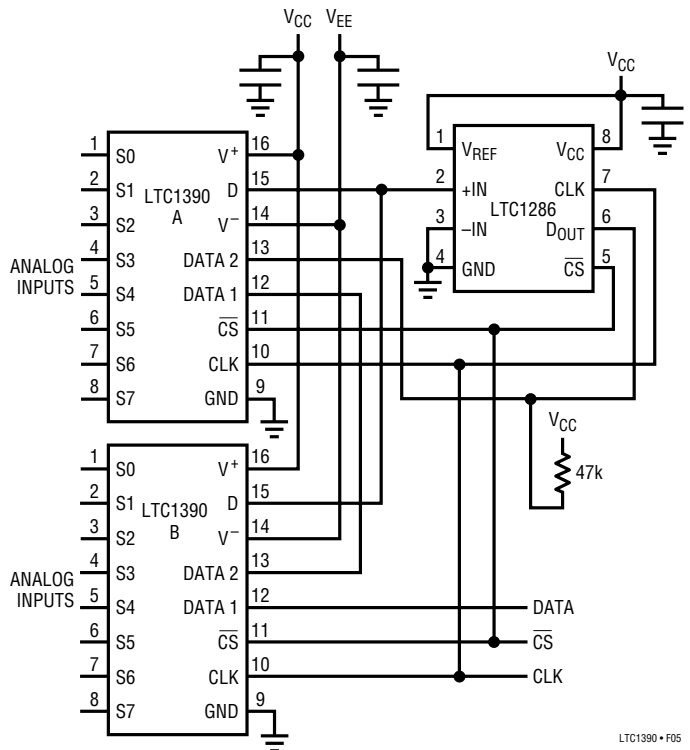 VCC VEE
VCC
1 S0 V+ 16
2 S1 D 15
3 S2 V− 14
4 S3 DATA 2 13
5 S4 DATA 1 12
6 S5 CS 11
7 S6 CLK 10
8 S7 GND 9
LTC1390
A
ANALOG
INPUTS
1 VREF VCC 8
2 +IN CLK 7
3 −IN DOUT 6
4 GND CS 5
LTC1286
VCC
47k
1 S0 V+ 16
2 S1 D 15
3 S2 V− 14
4 S3 DATA 2 13
5 S4 DATA 1 12
6 S5 CS 11
7 S6 CLK 10
8 S7 GND 9
LTC1390
B
ANALOG
INPUTS
DATA
CS
CLK
LTC1390 • F05